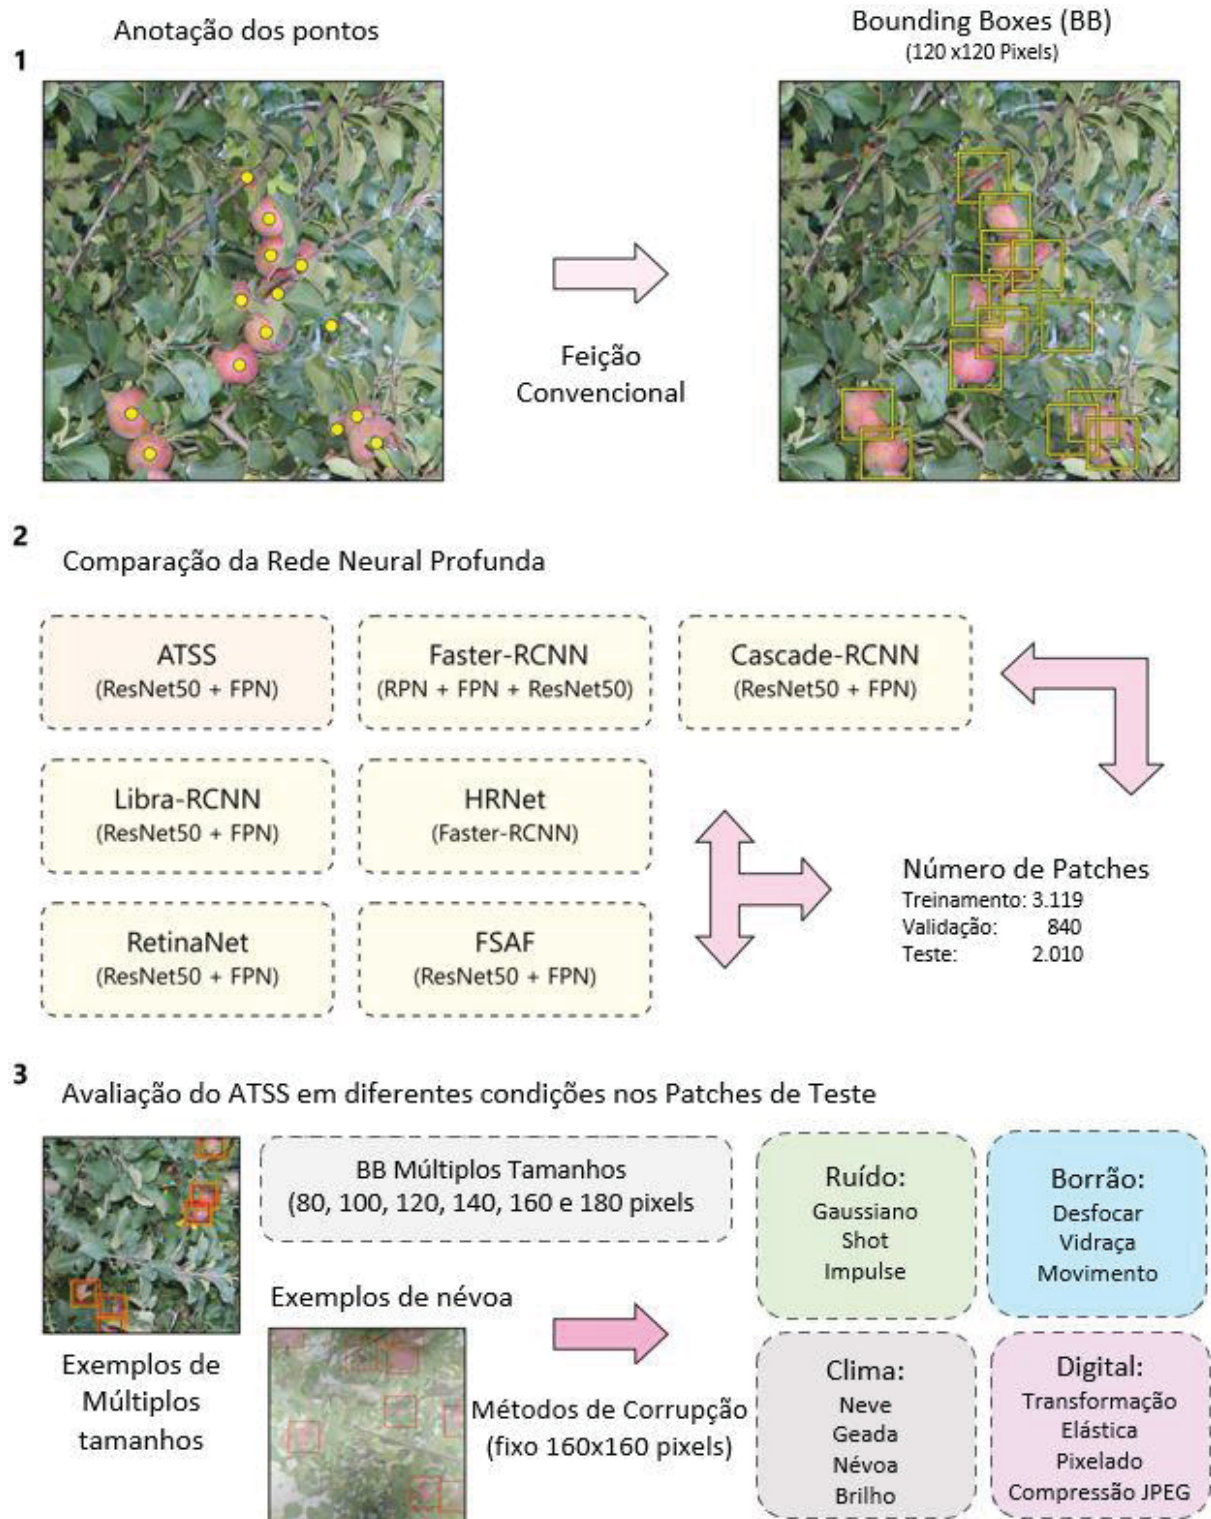 Anotação dos pontos
Bounding Boxes (BB)
(120 x120 Pixels)
1
Feição
Convencional
2
Comparação da Rede Neural Profunda
ATSS
(ResNet50 + FPN)
Faster-RCNN
(RPN + FPN + ResNet50)
Cascade-RCNN
(ResNet50 + FPN)
Libra-RCNN
(ResNet50 + FPN)
HRNet
(Faster-RCNN)
RetinaNet
(ResNet50 + FPN)
FSAF
(ResNet50 + FPN)
Número de Patches
Treinamento: 3.119
Validação: 840
Teste: 2.010
3
Avaliação do ATSS em diferentes condições nos Patches de Teste
BB Múltiplos Tamanhos
(80, 100, 120, 140, 160 e 180 pixels
Exemplos de névoa
Exemplos de
Múltiplos
tamanhos
Métodos de Corrupção
(fixo 160x160 pixels)
Ruído:
Gaussiano
Shot
Impulse
Borrão:
Desfocar
Vidraça
Movimento
Clima:
Neve
Geada
Névoa
Brilho
Digital:
Transformação
Elástica
Pixelado
Compressão JPEG